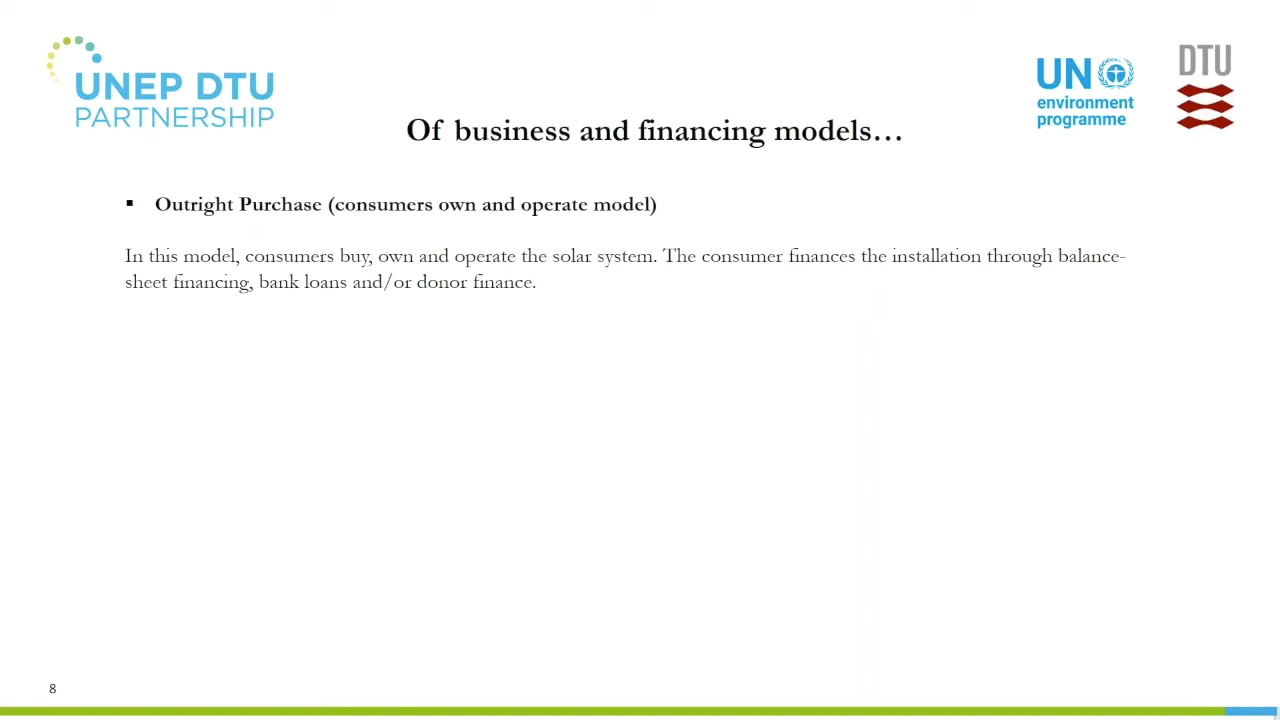 UNEP DTU
PARTNERSHIP
UN
environment
programme
DTU
Of business and financing models…
▪ Outright Purchase (consumers own and operate model)
In this model, consumers buy, own and operate the solar system. The consumer finances the installation through balance-
sheet financing, bank loans and/or donor finance.
8